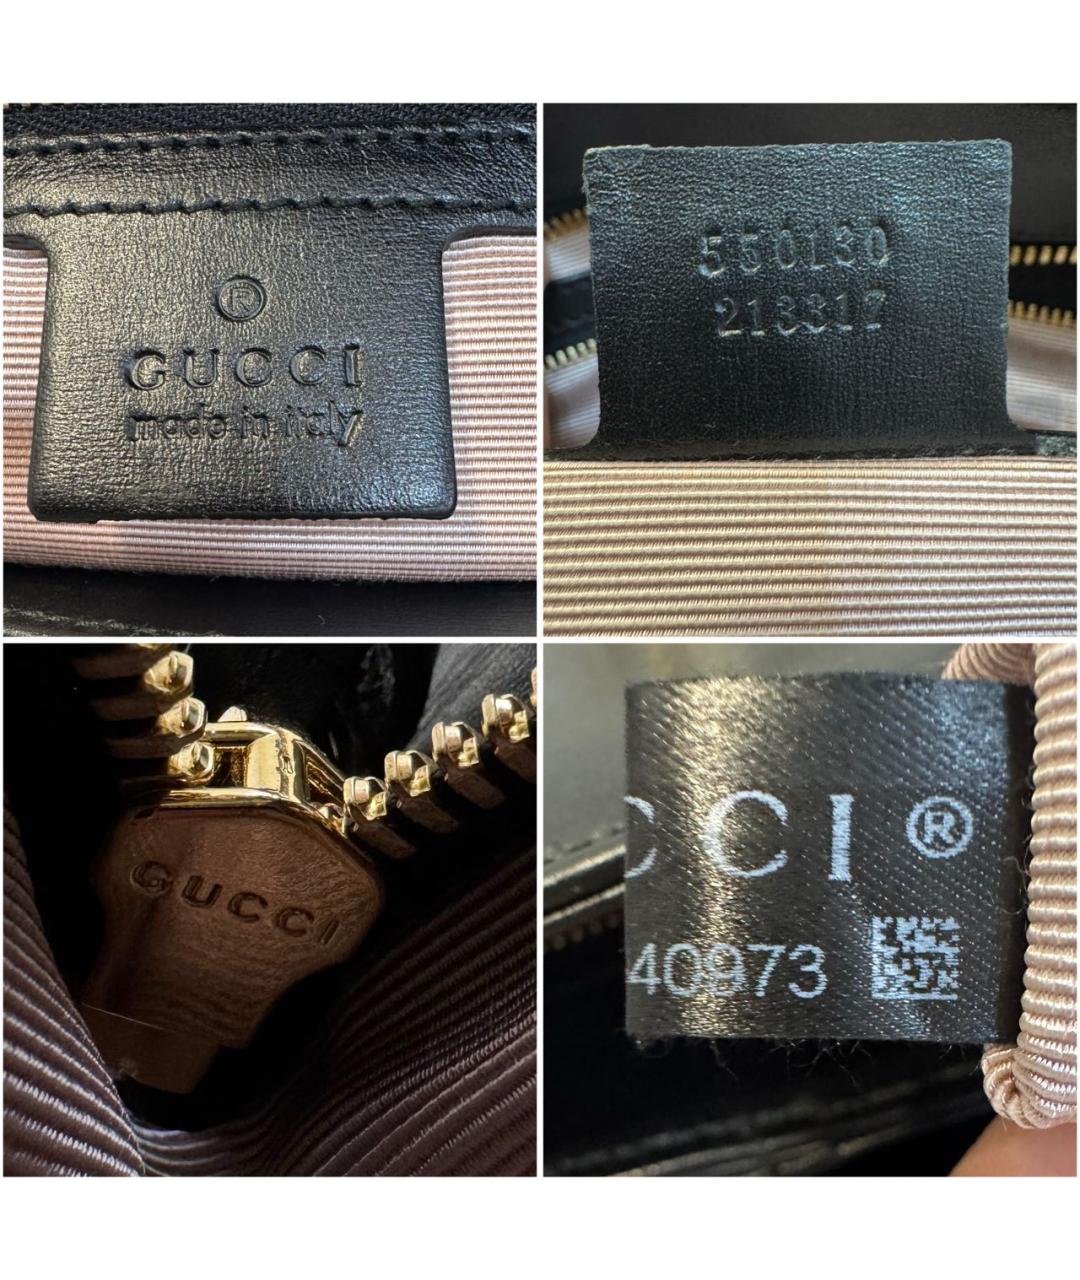 ®
GUCCI
made in italy
550130
213317
GUCCI
CCI®
40973